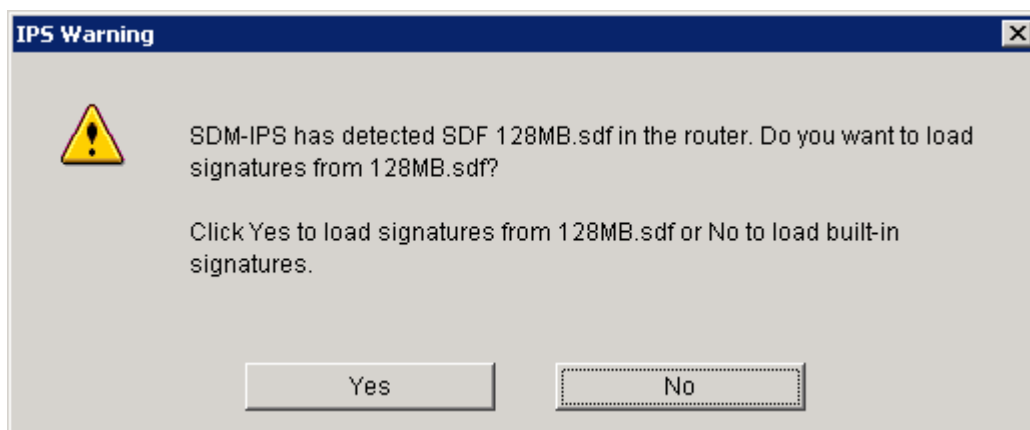 IPS Warning
SDM-IPS has detected SDF 128MB.sdf in the router. Do you want to load
signatures from 128MB.sdf?
Click Yes to load signatures from 128MB.sdf or No to load built-in
signatures.
Yes
No